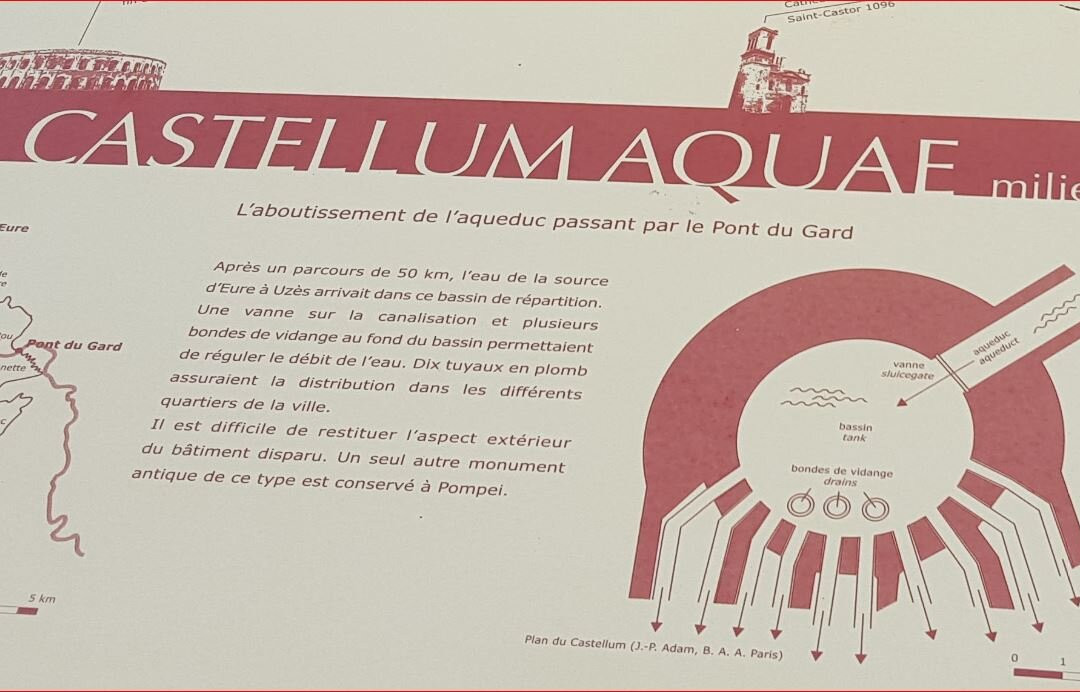 Saint-Castor 1096
CASTELLUM AQUAE
L'aboutissement de l'aqueduc passant par le Pont du Gard
Eure
Après un parcours de 50 km, l'eau de la source
d'Eure à Uzès arrivait dans ce bassin de répartition.
Une vanne sur la canalisation et plusieurs
bondes de vidange au fond du bassin permettaient
de réguler le débit de l'eau. Dix tuyaux en plomb
assuraient la distribution dans les différents
quartiers de la ville.
Il est difficile de restituer l'aspect extérieur
du bâtiment disparu. Un seul autre monument
antique de ce type est conservé à Pompei.
Pont du Gard
5 km
aqueduc
aqueduct
vanne
sluicegate
bassin
tank
bondes de vidange
drains
Plan du Castellum (J.-P. Adam, B. A. A. Paris)
0 1